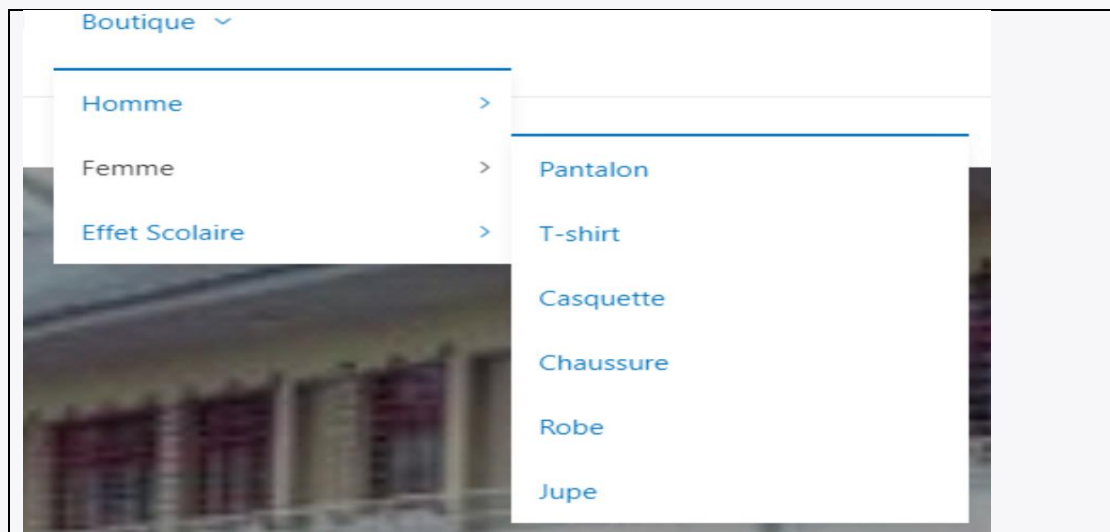 Boutique
Homme
Femme
Effet Scolaire
Pantalon
T-shirt
Casquette
Chaussure
Robe
Jupe